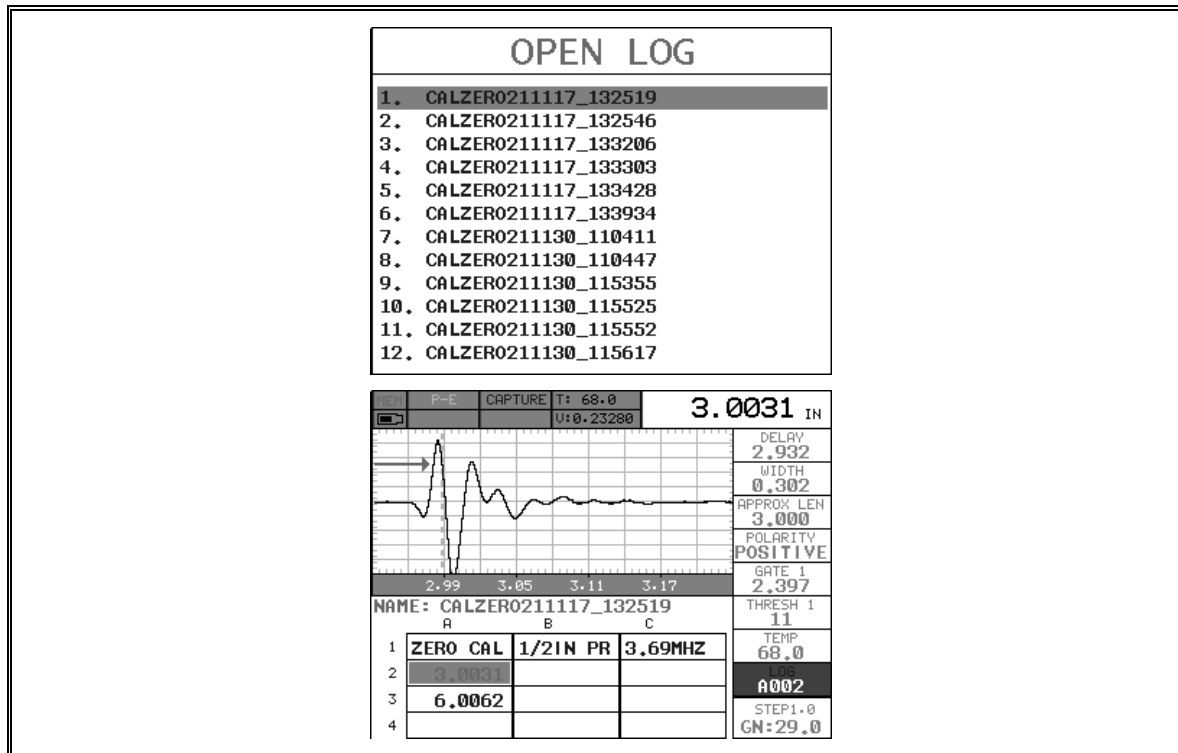 OPEN LOG
1. CALZERO211117_132519
2. CALZERO211117_132546
3. CALZERO211117_133206
4. CALZERO211117_133303
5. CALZERO211117_133428
6. CALZERO211117_133934
7. CALZERO211130_110411
8. CALZERO211130_110447
9. CALZERO211130_115355
10. CALZERO211130_115525
11. CALZERO211130_115552
12. CALZERO211130_115617
MEM P-E CAPTURE T: 68.0 3.0031 IN
V:0.23280
DELAY
2.932
WIDTH
0.302
APPROX LEN
3.000
POLARITY
POSITIVE
GATE 1
2.397
THRESH 1
11
TEMP
68.0
LOG
A002
STEP1.0
GN:29.0
2.99 3.05 3.11 3.17
NAME: CALZERO211117_132519
A B C
1 ZERO CAL 1/2IN PR 3.69MHZ
2 3.0031
3 6.0062
4